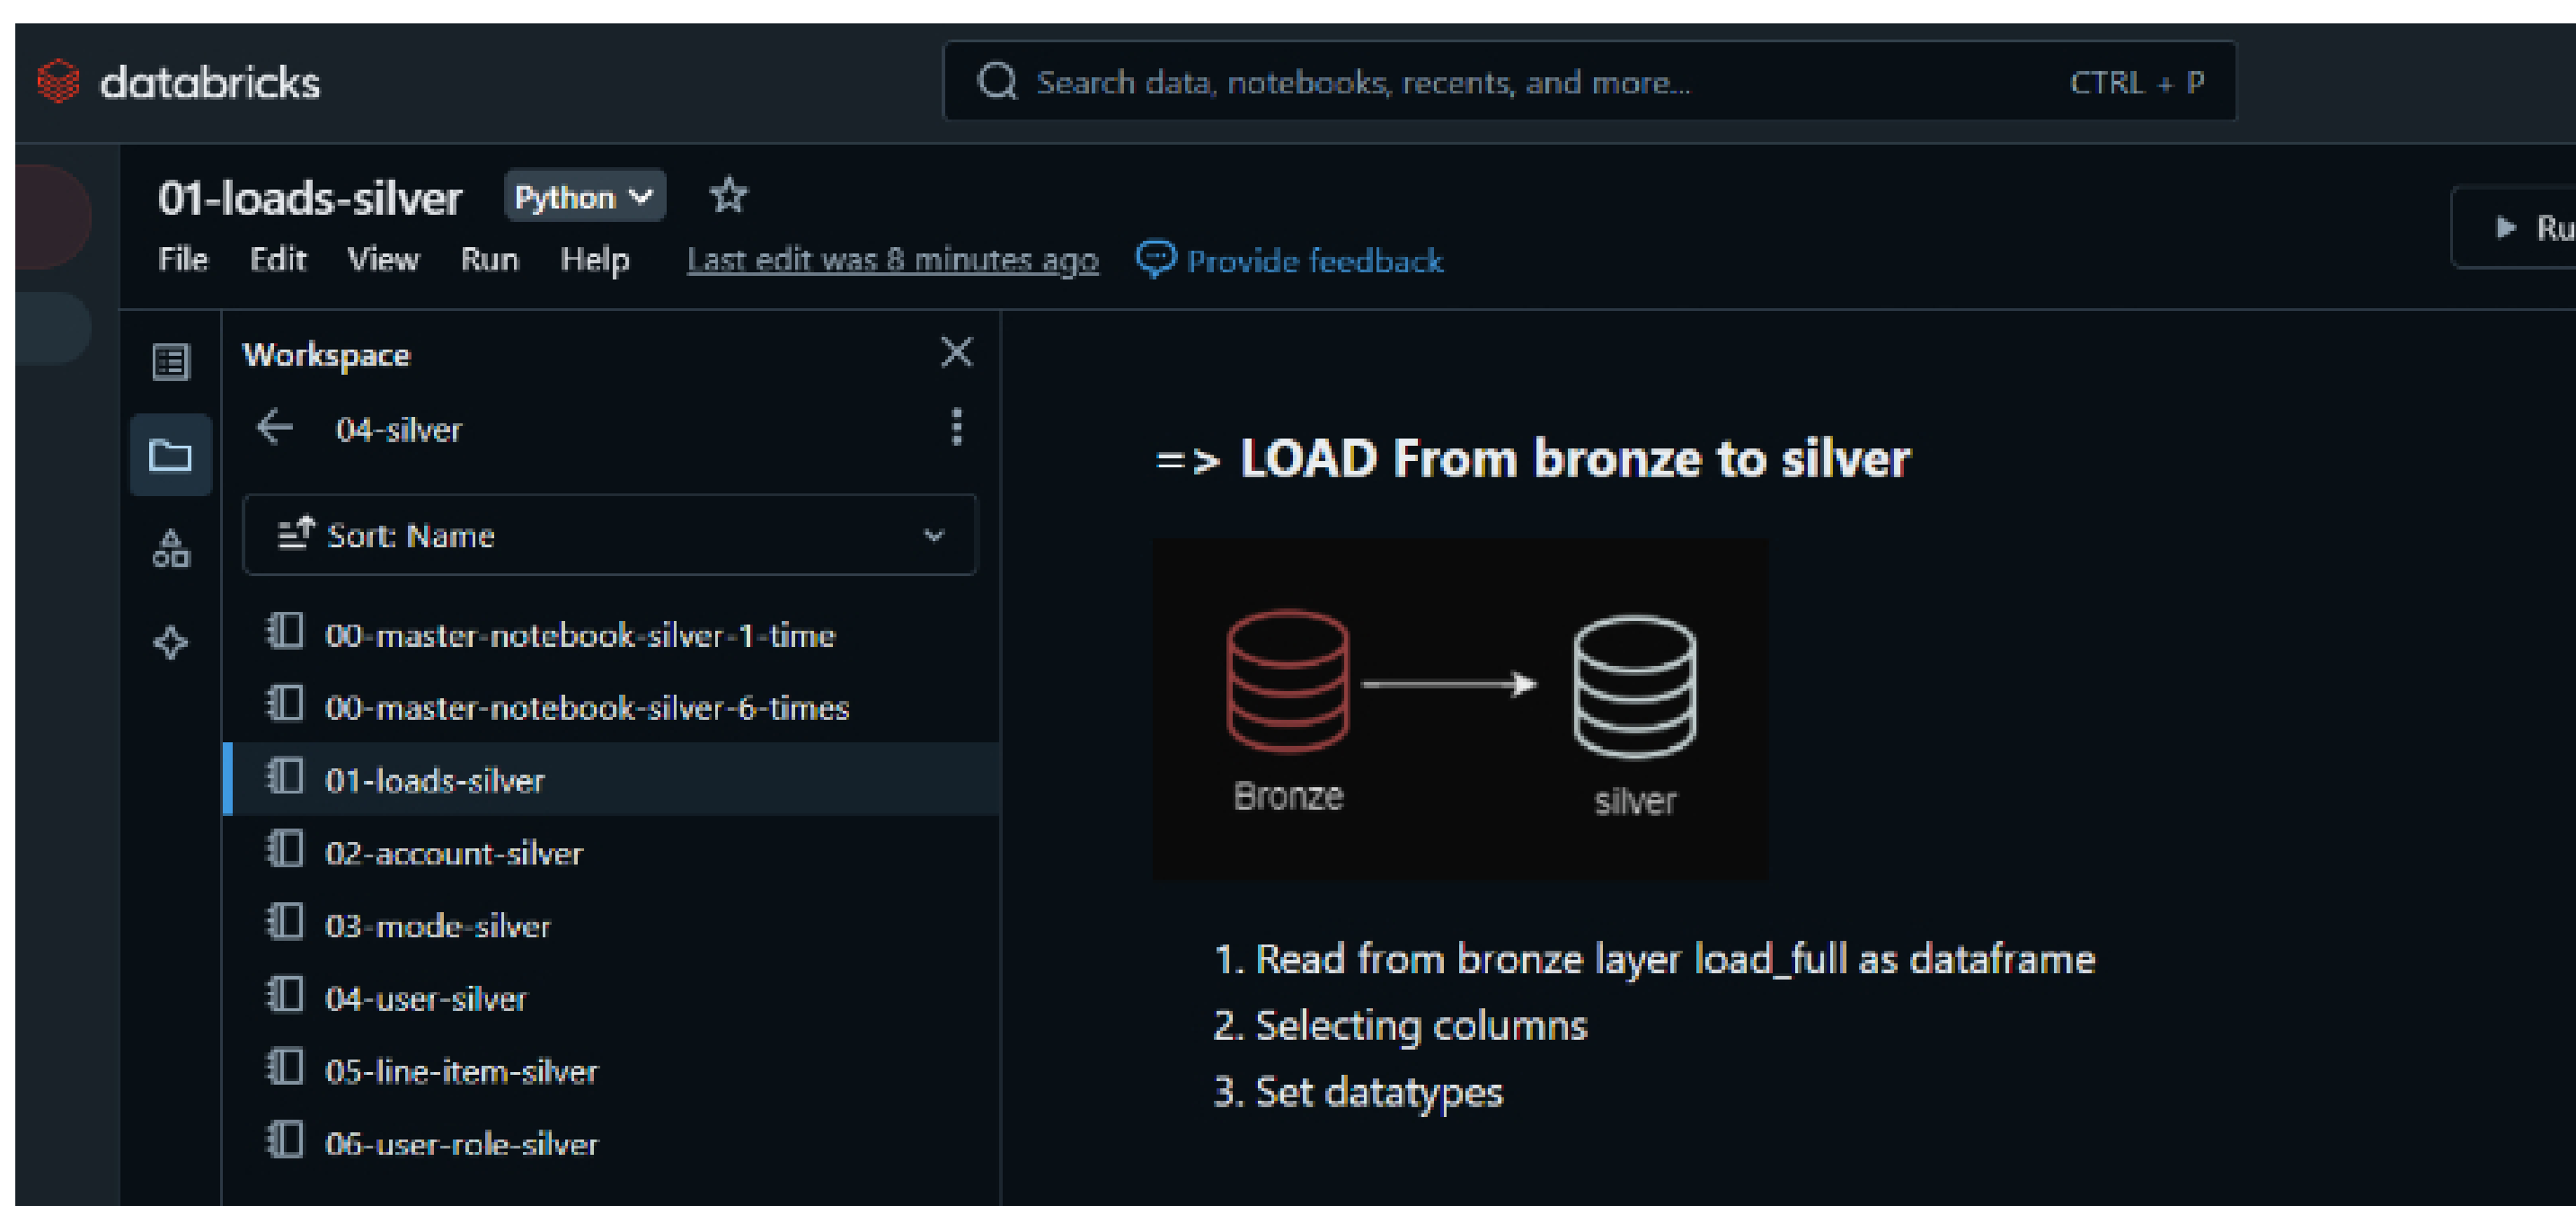 databricks
Search data, notebooks, recents, and more... CTRL + P
01-loads-silver Python
File Edit View Run Help Last edit was 8 minutes ago Provide feedback
Workspace
04-silver
Sort: Name
00-master-notebook-silver-1-time
00-master-notebook-silver-6-times
01-loads-silver
02-account-silver
03-mode-silver
04-user-silver
05-line-item-silver
06-user-role-silver
=> LOAD From bronze to silver
Bronze silver
1. Read from bronze layer load_full as dataframe
2. Selecting columns
3. Set datatypes